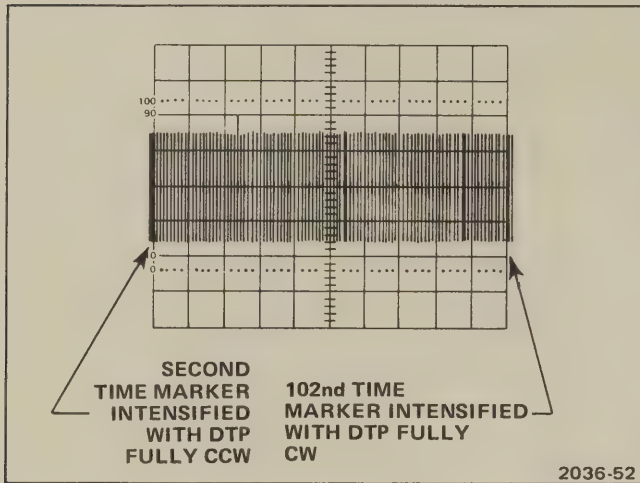 100
90
0
0
SECOND
TIME MARKER
INTENSIFIED
WITH DTP
FULLY CCW
102nd TIME
MARKER INTENSIFIED
WITH DTP FULLY
CW
2036-52